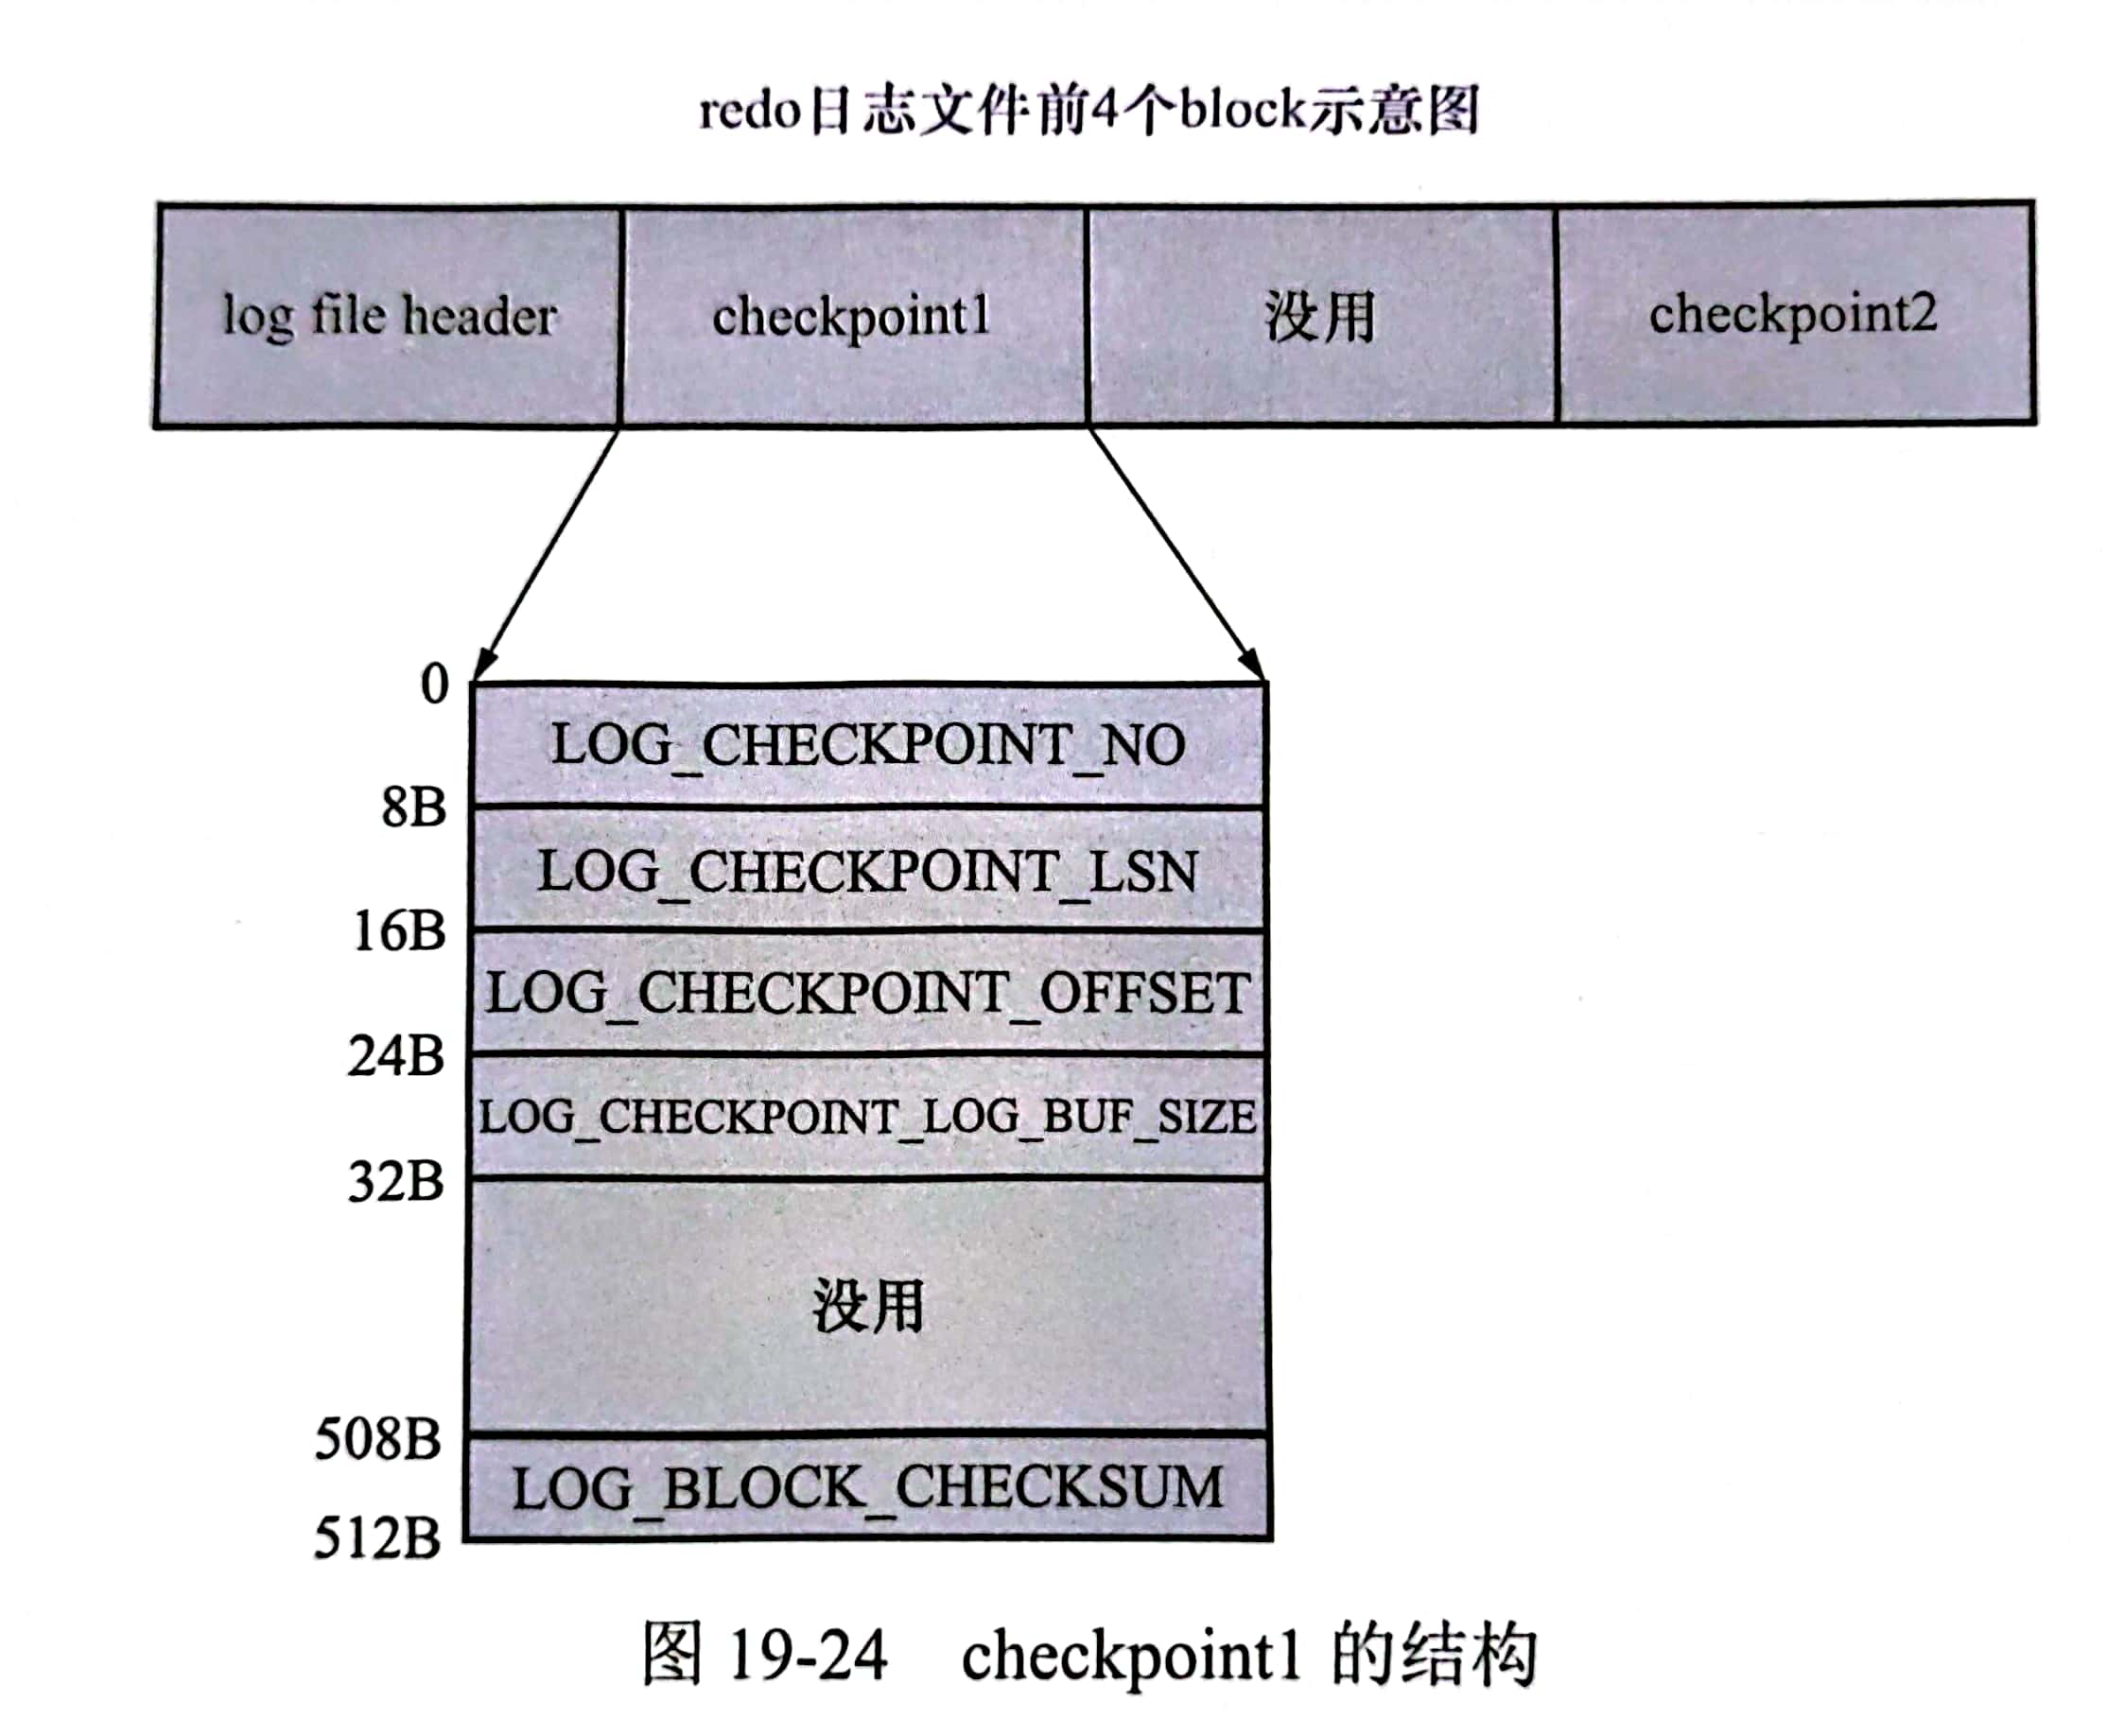 redo日志文件前4个block示意图
log file header checkpoint1 没用 checkpoint2
0
LOG_CHECKPOINT_NO
8B
LOG_CHECKPOINT_LSN
16B
LOG_CHECKPOINT_OFFSET
24B
LOG_CHECKPOINT_LOG_BUF_SIZE
32B
没用
508B
LOG_BLOCK_CHECKSUM
512B
图 19-24 checkpoint1 的结构